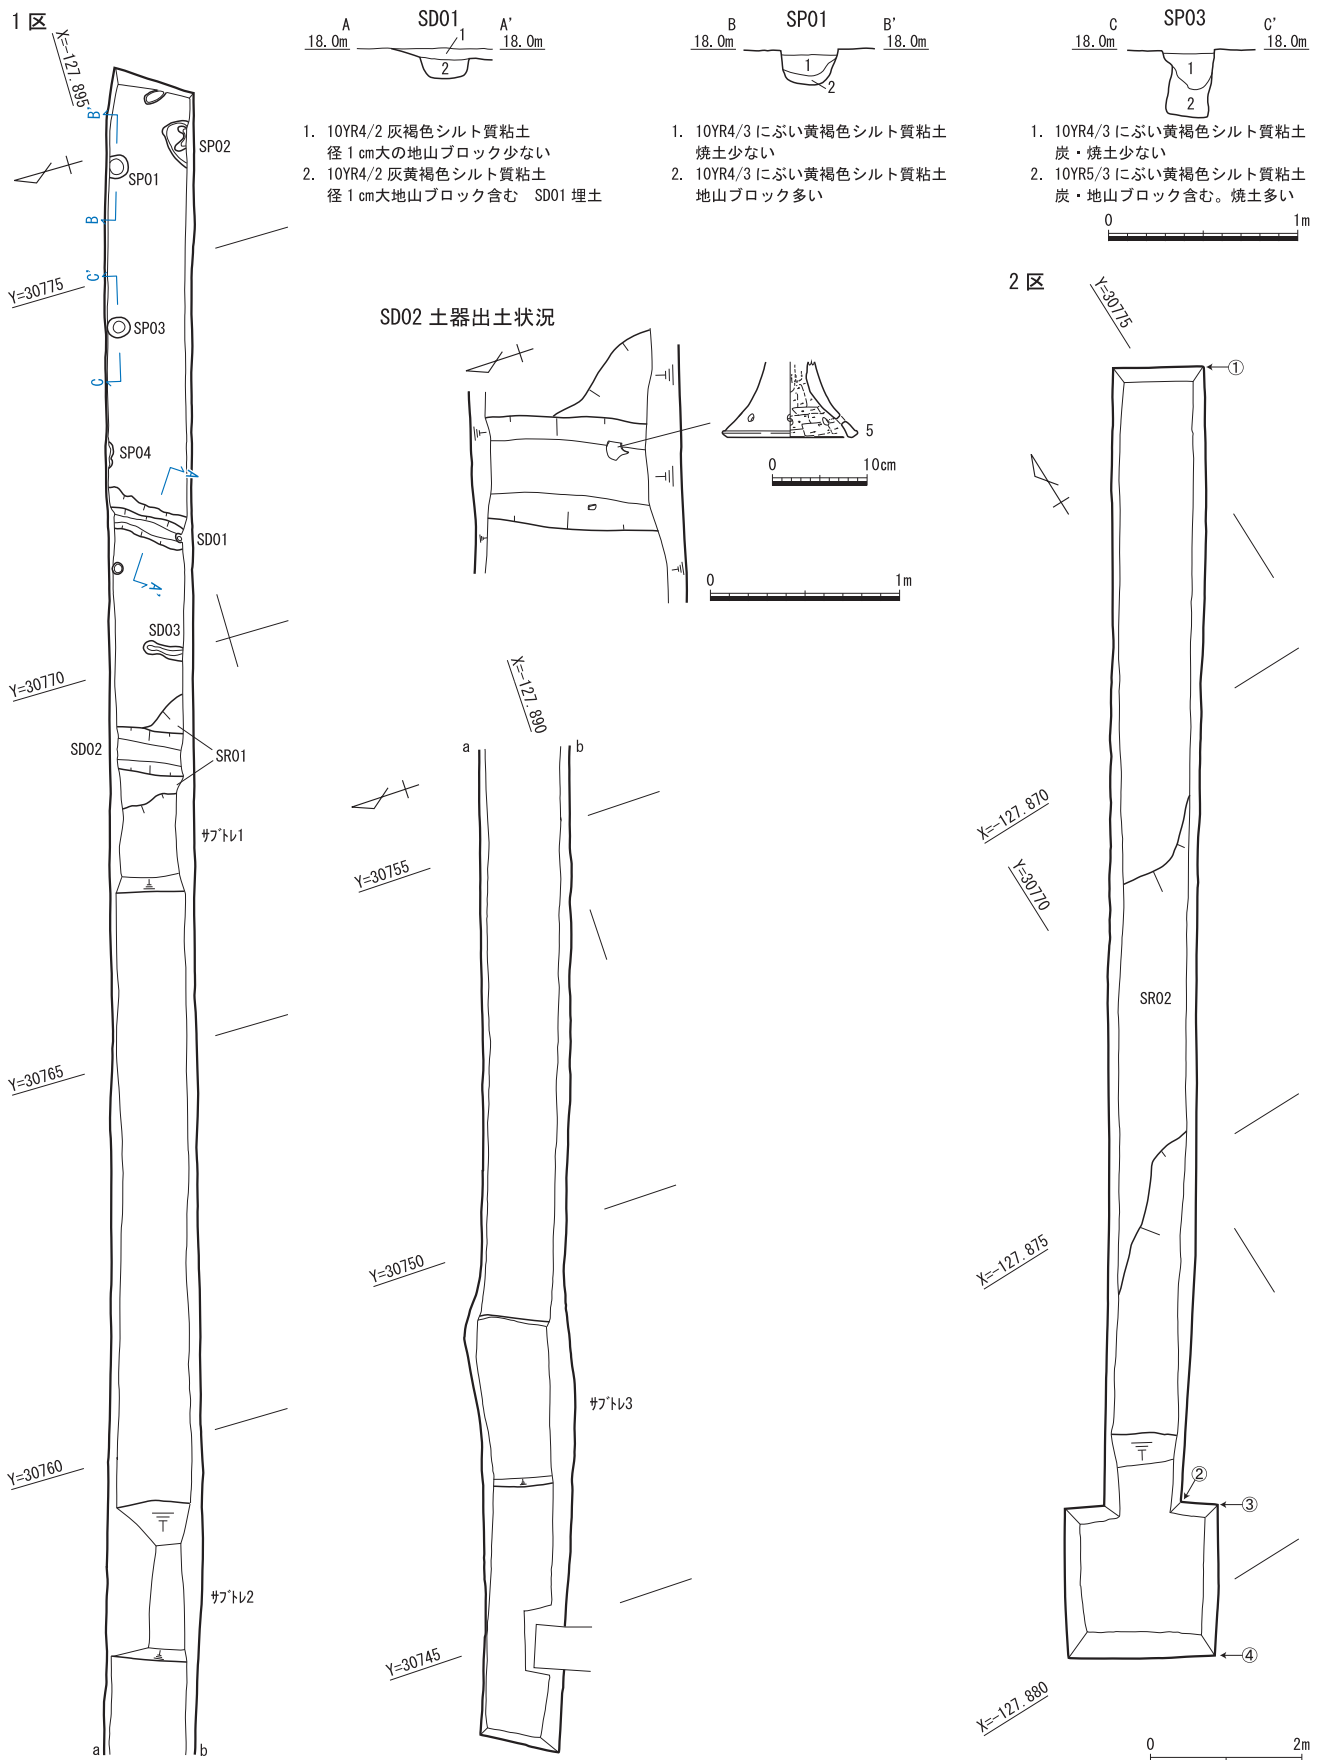 1区
X=-127.895
B'
SP02
SP01
B
C'
Y=30775
SP03
C
SP04
A
SD01
A'
SD03
Y=30770
SD02
SR01
サブトレ1
Y=30765
Y=30760
サブトレ2
a
b
A
SD01
A'
18.0m
1
18.0m
2
1. 10YR4/2 灰褐色シルト質粘土
径1cm大の地山ブロック少ない
2. 10YR4/2 灰黄褐色シルト質粘土
径1cm大地山ブロック含む SD01 埋土
B
SP01
B'
18.0m
18.0m
1
2
1. 10YR4/3 にぶい黄褐色シルト質粘土
焼土少ない
2. 10YR4/3 にぶい黄褐色シルト質粘土
地山ブロック多い
C
SP03
C'
18.0m
18.0m
1
2
1. 10YR4/3 にぶい黄褐色シルト質粘土
炭・焼土少ない
2. 10YR5/3 にぶい黄褐色シルト質粘土
炭・地山ブロック含む。焼土多い
0
1m
SD02 土器出土状況
5
0
10cm
0
1m
X=-127.890
a
b
Y=30755
Y=30750
サブトレ3
Y=30745
2区
Y=30775
①
X=-127.870
Y=30770
SR02
X=-127.875
②
③
④
X=-127.880
0
2m